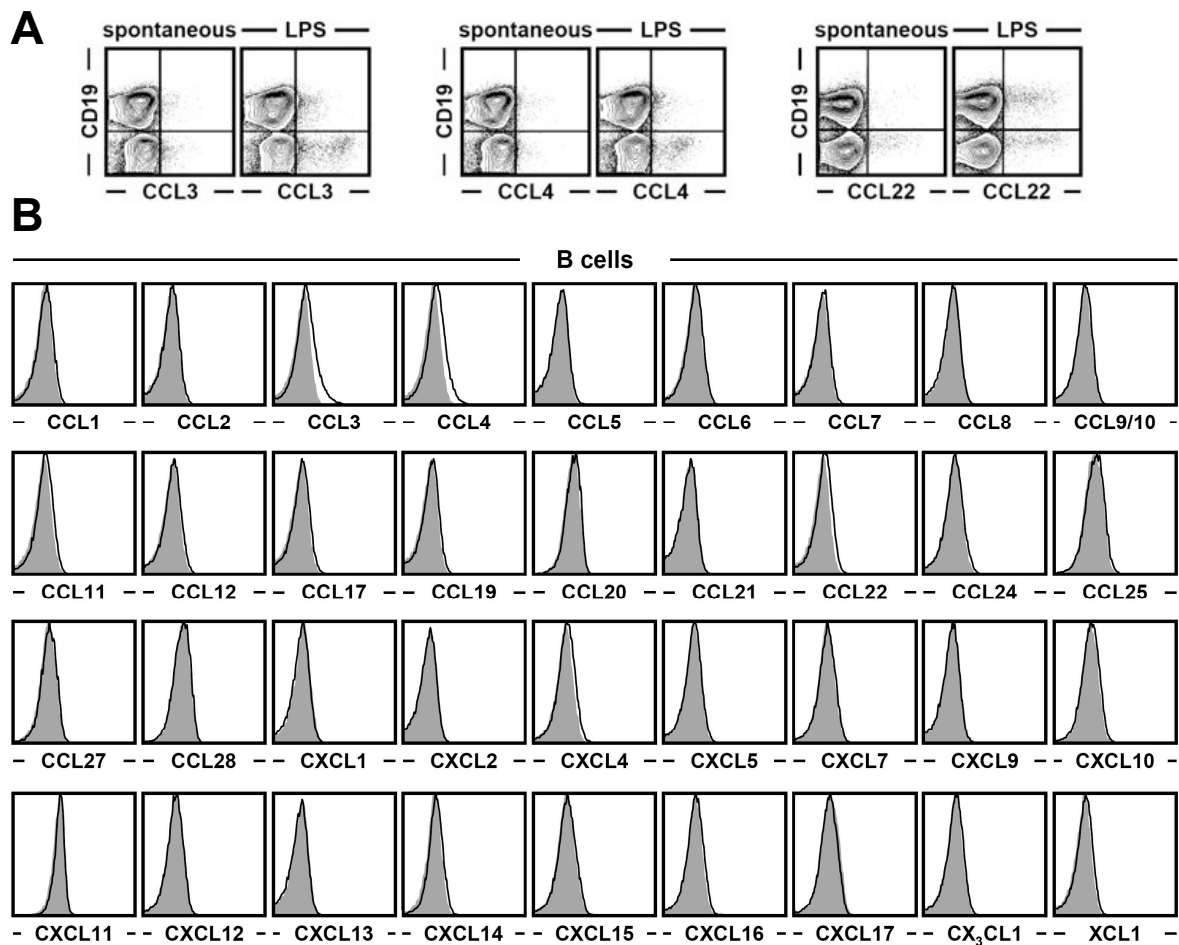 A
spontaneous — LPS —
spontaneous — LPS —
spontaneous — LPS —
CD19
CD19
CD19
CCL3 CCL3
CCL4 CCL4
CCL22 CCL22
B
B cells
CCL1 CCL2 CCL3 CCL4 CCL5 CCL6 CCL7 CCL8 CCL9/10
CCL11 CCL12 CCL17 CCL19 CCL20 CCL21 CCL22 CCL24 CCL25
CCL27 CCL28 CXCL1 CXCL2 CXCL4 CXCL5 CXCL7 CXCL9 CXCL10
CXCL11 CXCL12 CXCL13 CXCL14 CXCL15 CXCL16 CXCL17 CX₃CL1 XCL1